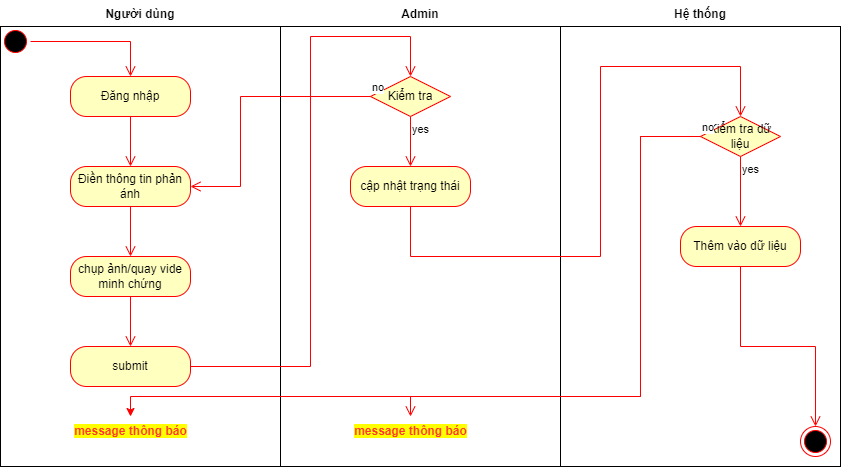 Người dùng
Admin
Hệ thống
Đăng nhập
Điền thông tin phản
ánh
chụp ảnh/quay vide
minh chứng
submit
message thông báo
no
Kiểm tra
yes
cập nhật trạng thái
message thông báo
no
kiểm tra dữ
liệu
yes
Thêm vào dữ liệu